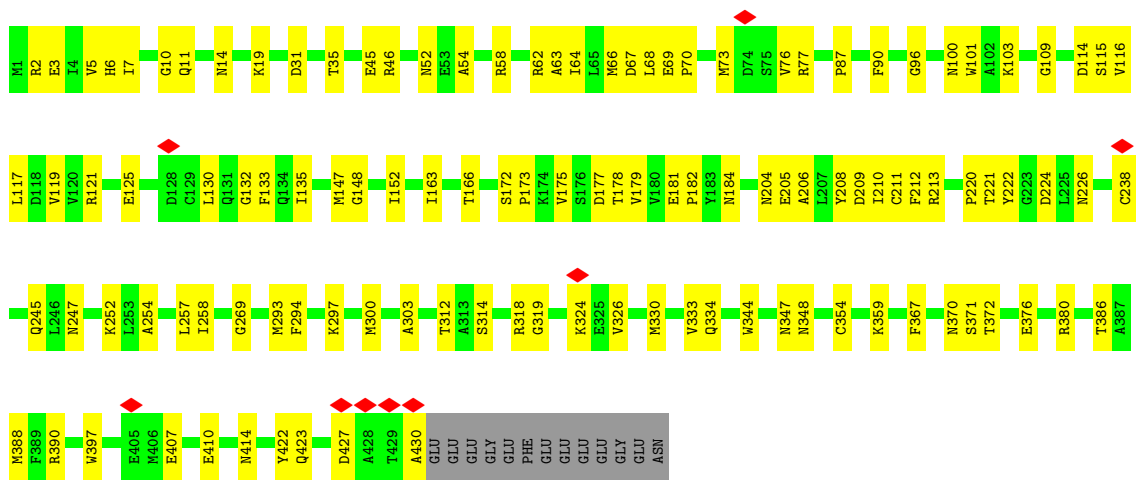 M1 R2 E3 I4 V5 H6 I7 G10 Q11 N14 K19 D31 T35 E45 R46 N52 E53 A54 R58 R62 A63 I64 L65 M66 D67 L68 E69 P70 M73 D74 S75 V76 R77 P87 F90 G96 N100 W101 A102 K103 G109 D114 S115 V116
L117 D118 V119 V120 R121 E125 D128 C129 L130 Q131 G132 F133 Q134 I135 M147 G148 I152 I163 T166 S172 P173 K174 V175 S176 D177 T178 V179 V180 E181 P182 Y183 N184 N204 E205 A206 L207 Y208 D209 I210 C211 F212 R213 P220 T221 Y222 G223 D224 L225 N226 C238
Q245 L246 N247 K252 L253 A254 L257 I258 G269 M293 F294 K297 M300 A303 T312 A313 S314 R318 G319 K324 E325 V326 M330 V333 Q334 W344 N347 N348 C354 K359 F367 N370 S371 T372 E376 R380 T386 A387
M388 F389 R390 W397 E405 M406 E407 E410 N414 Y422 Q423 D427 A428 T429 A430 GLU GLU GLU GLY GLU PHE GLU GLU GLU GLU GLY GLU ASN